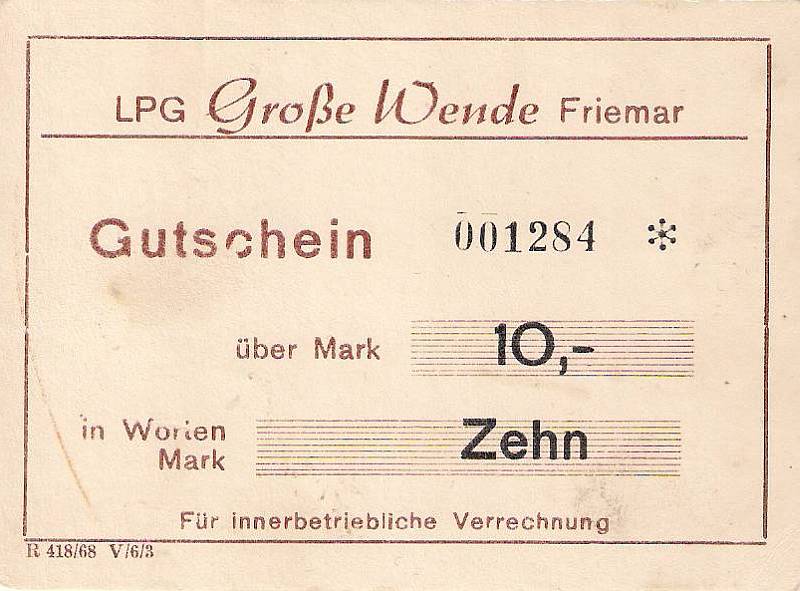 LPG Große Wende Friemar
Gutschein 001284 *
über Mark 10,-
in Worten Zehn
Mark
Für innerbetriebliche Verrechnung
R 418/68 V/6/3